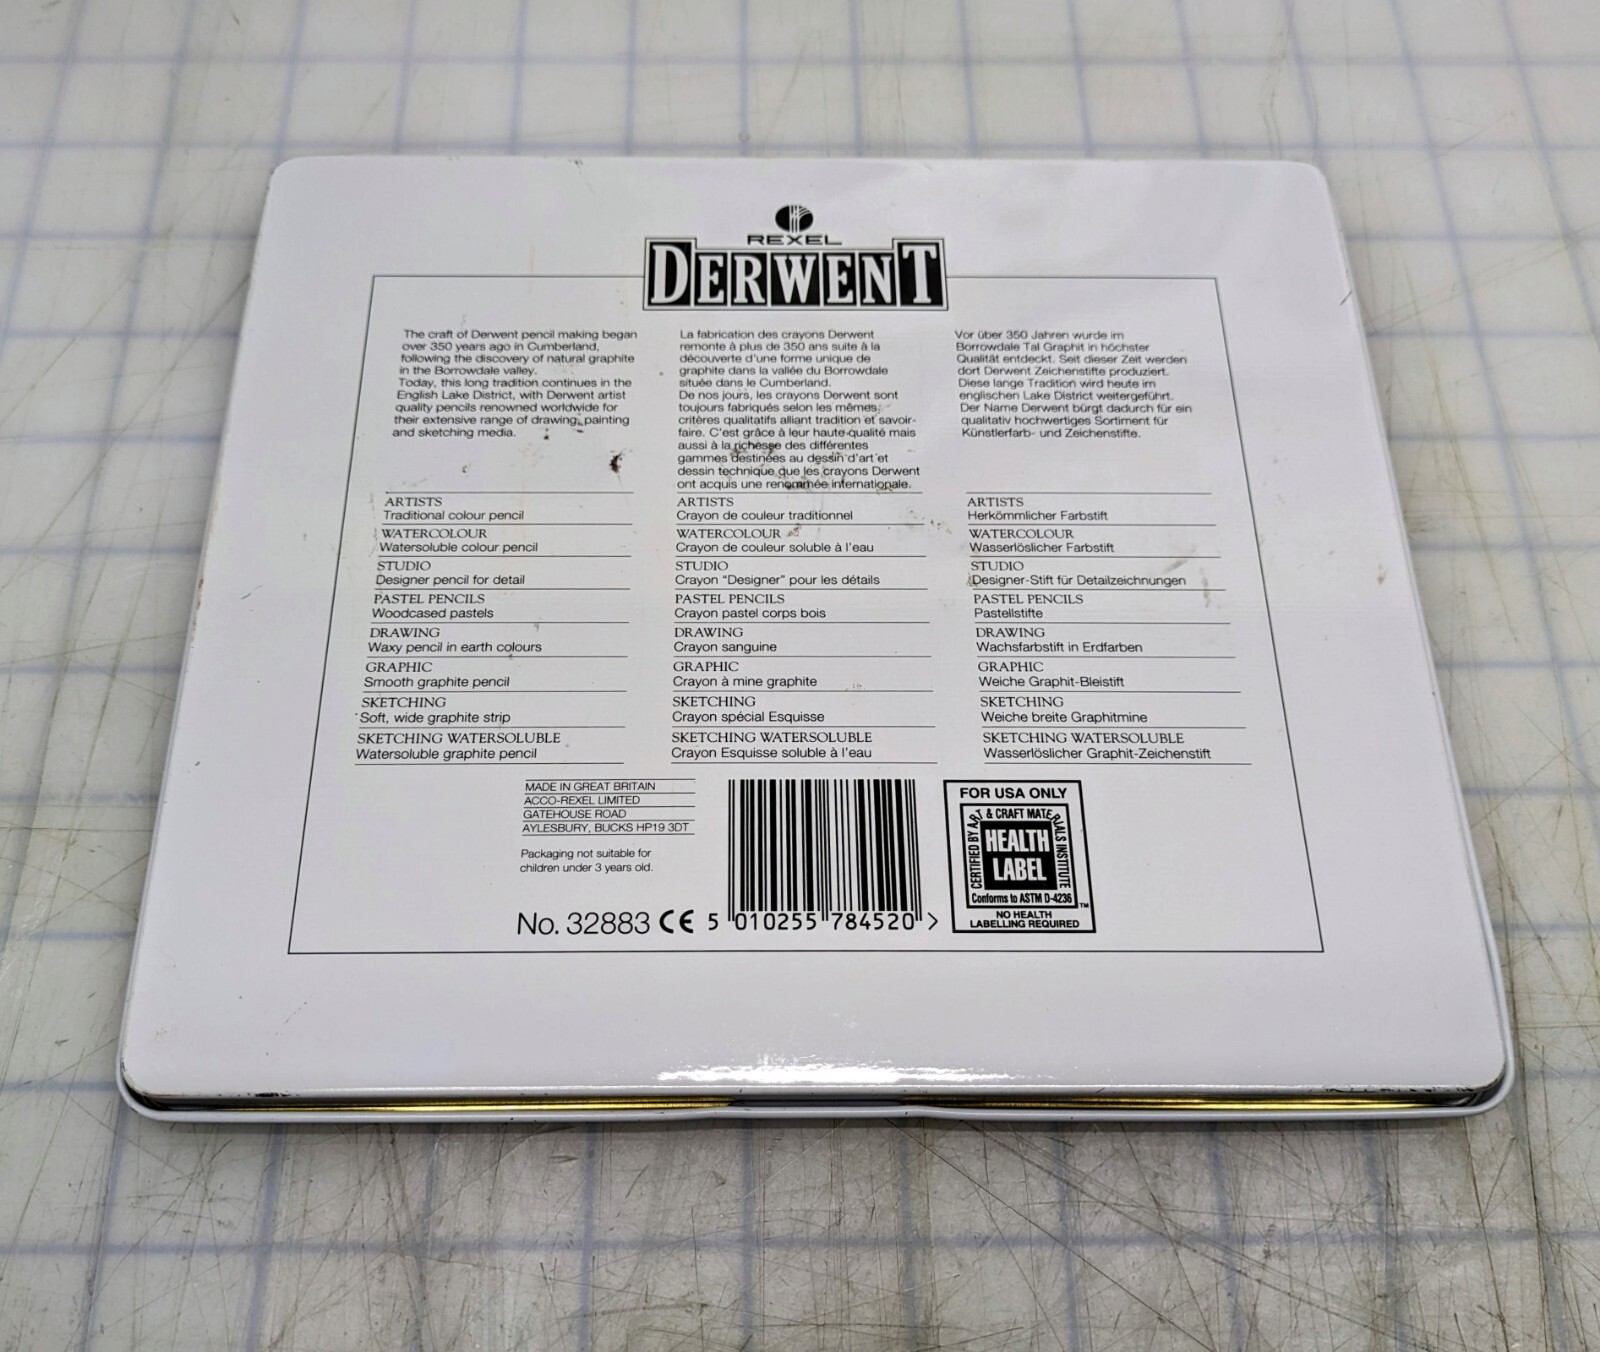 REXEL
DERWENT
The craft of Derwent pencil making began
over 350 years ago in Cumberland,
following the discovery of natural graphite
in the Borrowdale valley.
Today, this long tradition continues in the
English Lake District, with Derwent artist
quality pencils renowned worldwide for
their extensive range of drawing, painting
and sketching media.
ARTISTS
Traditional colour pencil
WATERCOLOUR
Watersoluble colour pencil
STUDIO
Designer pencil for detail
PASTEL PENCILS
Woodcased pastels
DRAWING
Waxy pencil in earth colours
GRAPHIC
Smooth graphite pencil
SKETCHING
Soft, wide graphite strip
SKETCHING WATERSOLUBLE
Watersoluble graphite pencil
La fabrication des crayons Derwent
remonte à plus de 350 ans suite à la
découverte d'une forme unique de
graphite dans la vallée du Borrowdale
située dans le Cumberland.
De nos jours, les crayons Derwent sont
toujours fabriqués selon les mêmes
critères qualitatifs alliant tradition et savoir-
faire. C'est grâce à leur haute-qualité mais
aussi à la richesse des différentes
gammes destinées au dessin d'art et
dessin technique que les crayons Derwent
ont acquis une renommée internationale.
ARTISTS
Crayon de couleur traditionnel
WATERCOLOUR
Crayon de couleur soluble à l'eau
STUDIO
Crayon "Designer" pour les détails
PASTEL PENCILS
Crayon pastel corps bois
DRAWING
Crayon sanguine
GRAPHIC
Crayon à mine graphite
SKETCHING
Crayon spécial Esquisse
SKETCHING WATERSOLUBLE
Crayon Esquisse soluble à l'eau
Vor über 350 Jahren wurde im
Borrowdale Tal Graphit in höchster
Qualität entdeckt. Seit dieser Zeit werden
dort Derwent Zeichenstifte produziert.
Diese lange Tradition wird heute im
englischen Lake District weitergeführt.
Der Name Derwent bürgt dadurch für ein
qualitativ hochwertiges Sortiment für
Künstlerfarb- und Zeichenstifte.
ARTISTS
Herkömmlicher Farbstift
WATERCOLOUR
Wasserlöslicher Farbstift
STUDIO
Designer-Stift für Detailzeichnungen
PASTEL PENCILS
Pastellstifte
DRAWING
Wachsfarbstift in Erdfarben
GRAPHIC
Weiche Graphit-Bleistift
SKETCHING
Weiche breite Graphitmine
SKETCHING WATERSOLUBLE
Wasserlöslicher Graphit-Zeichenstift
MADE IN GREAT BRITAIN
ACCO-REXEL LIMITED
GATEHOUSE ROAD
AYLESBURY, BUCKS HP19 3DT
Packaging not suitable for
children under 3 years old.
No. 32883 CE
5 010255 784520 >
FOR USA ONLY
CERTIFIED BY ART & CRAFT MATERIALS INSTITUTE
HEALTH
LABEL
Conforms to ASTM D-4236
TM
NO HEALTH
LABELLING REQUIRED